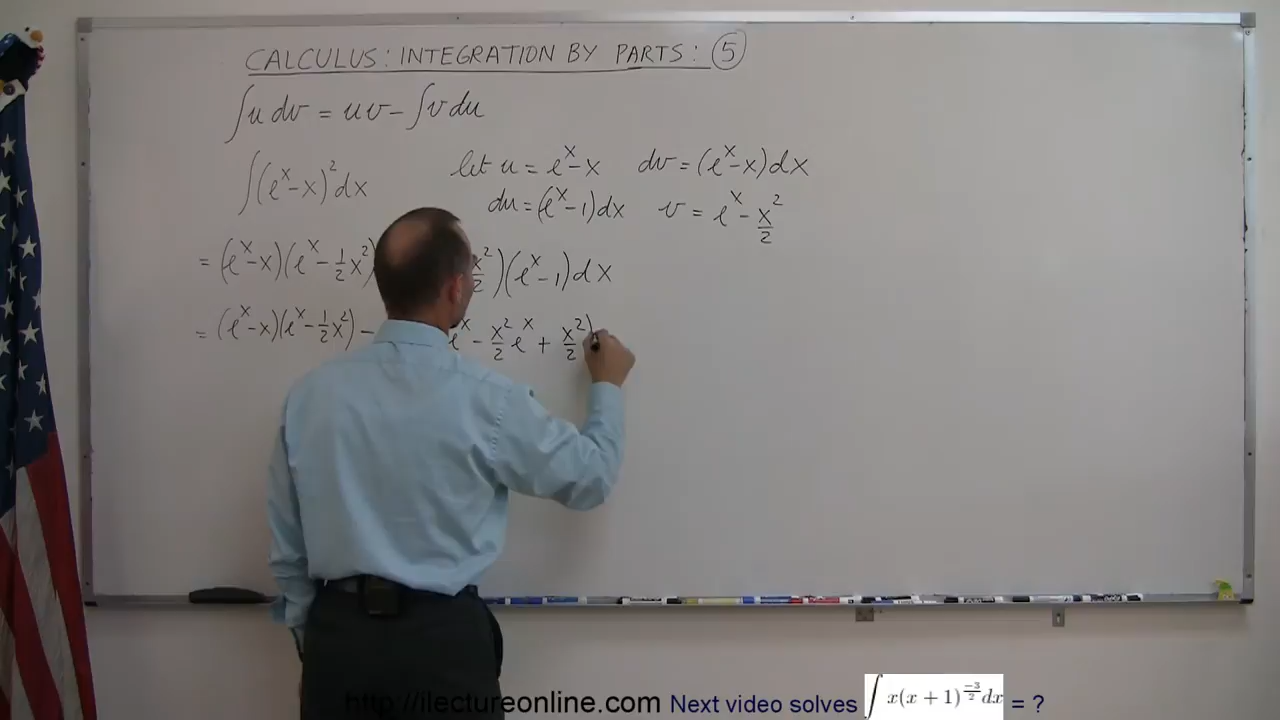 CALCULUS: INTEGRATION BY PARTS: ⑤
∫u dv = uv - ∫v du
∫(e^x - x)^2 dx let u = e^x - x dv = (e^x - x)dx
du = (e^x - 1)dx v = e^x - x^2/2
= (e^x - x)(e^x - 1/2 x^2) x^2/2)(e^x - 1)dx
= (e^x - x)(e^x - 1/2 x^2) - e^x - x^2/2 e^x + x^2/2)
http://ilectureonline.com Next video solves ∫x(x + 1)^(-3/2) dx = ?